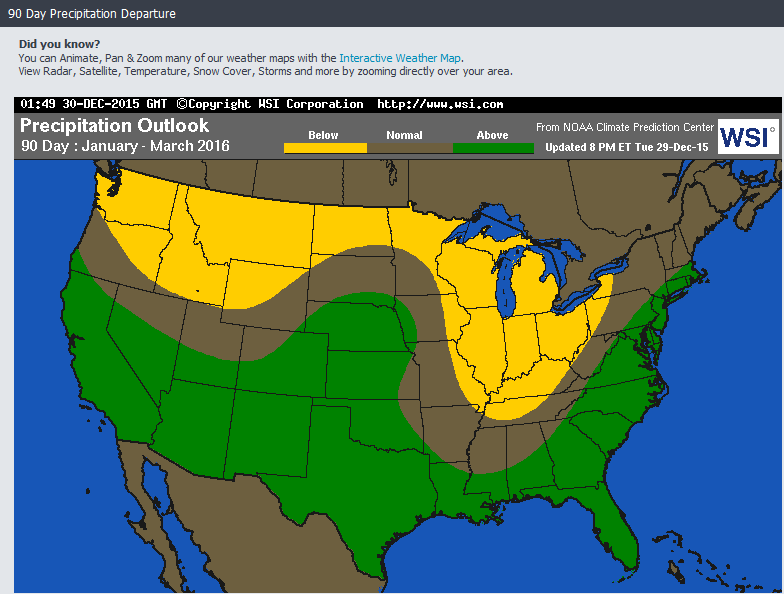 90 Day Precipitation Departure
Did you know?
You can Animate, Pan & Zoom many of our weather maps with the Interactive Weather Map.
View Radar, Satellite, Temperature, Snow Cover, Storms and more by zooming directly over your area.
01:49 30-DEC-2015 GMT ©Copyright WSI Corporation http://www.wsi.com
Precipitation Outlook
90 Day : January - March 2016
Below Normal Above
From NOAA Climate Prediction Center
Updated 8 PM ET Tue 29-Dec-15
WSI